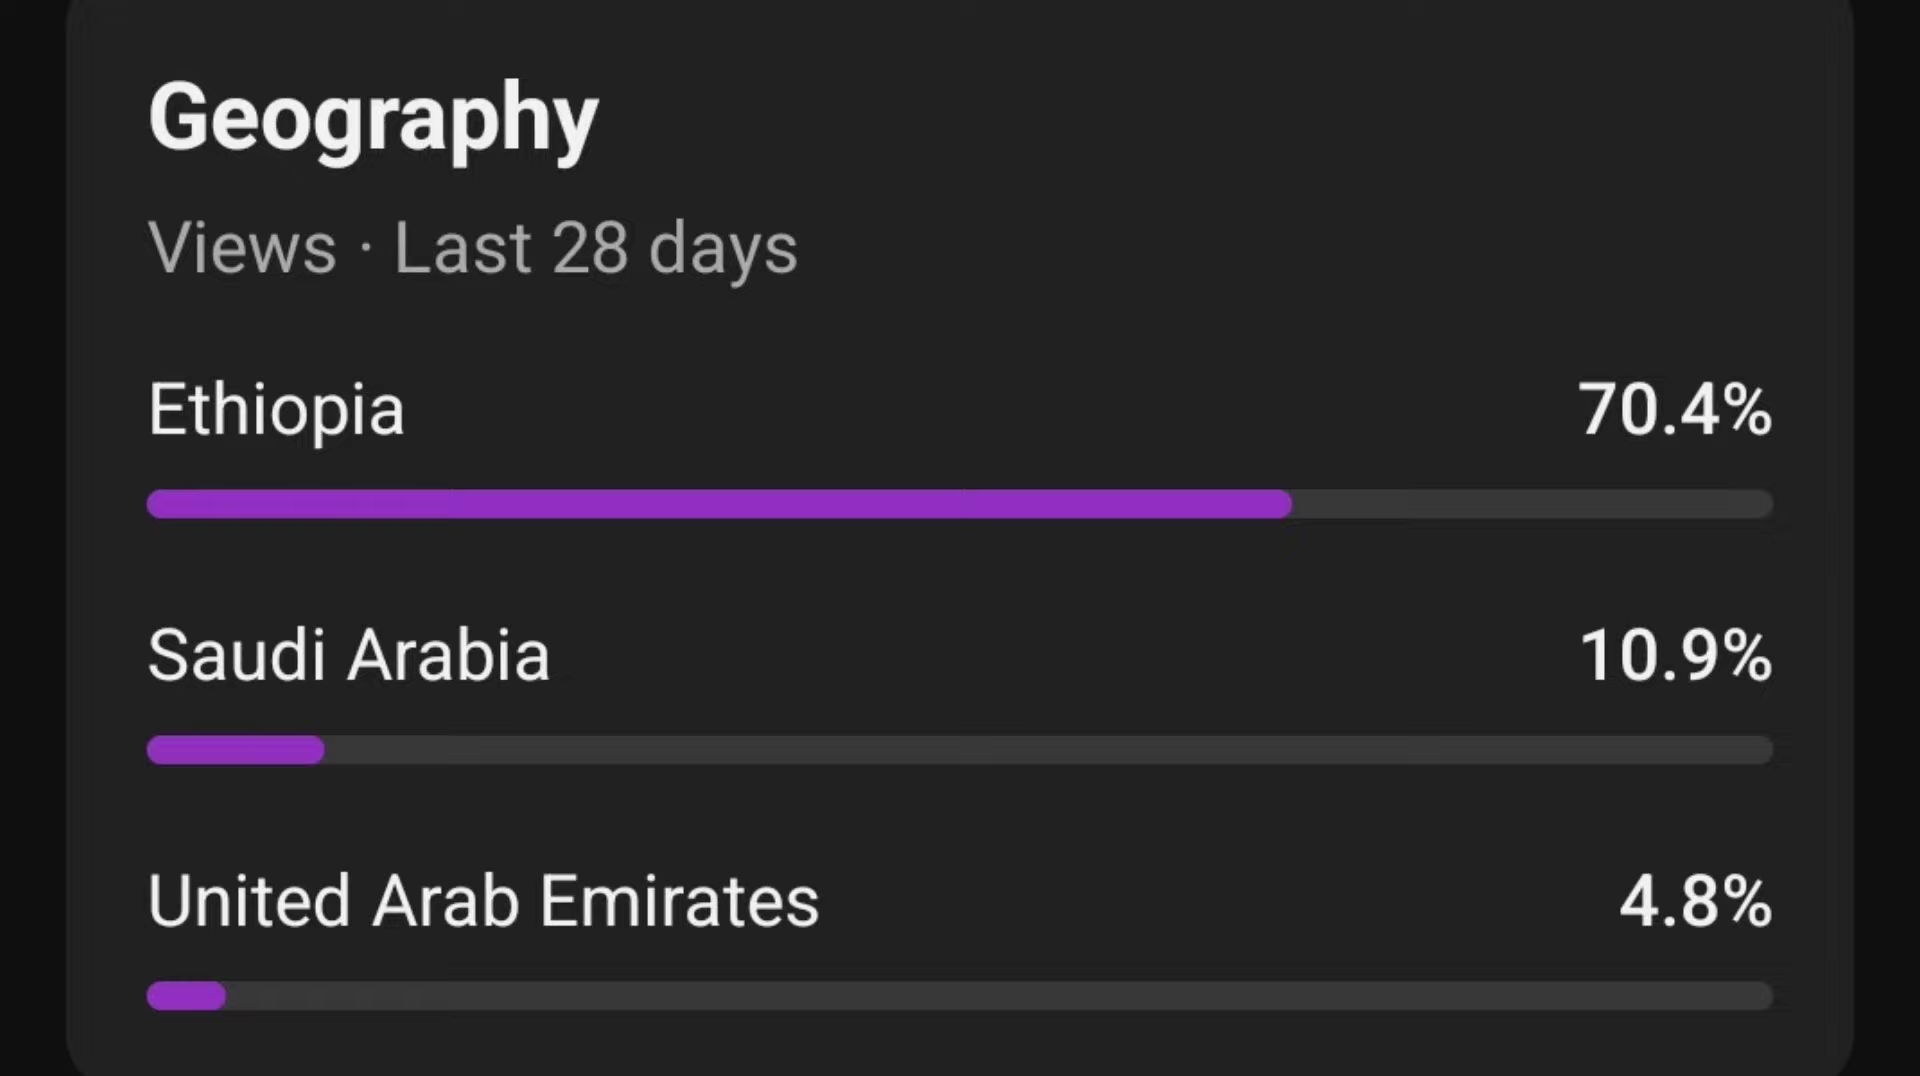 Geography
Views · Last 28 days
Ethiopia 70.4%
Saudi Arabia 10.9%
United Arab Emirates 4.8%